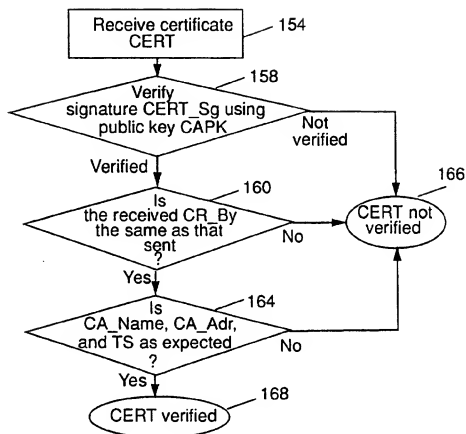 Receive certificate
CERT
154
158
Verify
signature CERT_Sg using
public key CAPK
Not
verified
Verified
160
166
Is
the received CR_By
the same as that
sent
?
No
CERT not
verified
Yes
164
Is
CA_Name, CA_Adr,
and TS as expected
?
No
Yes
168
CERT verified